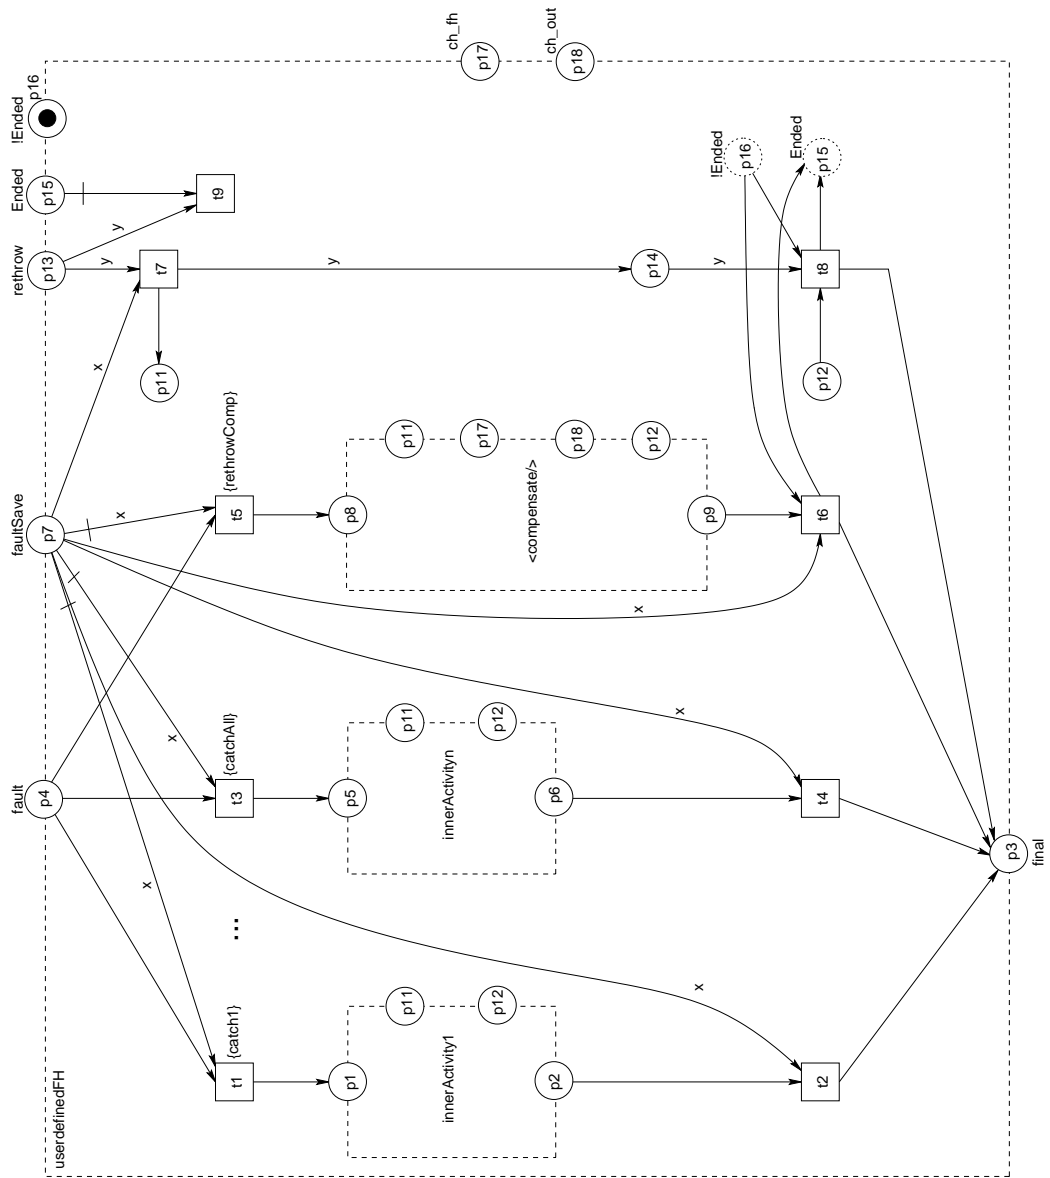 userdefinedFH
fault
p4
faultSave
p7
rethrow
p13
Ended
p15
!Ended
p16
ch_fh
p17
ch_out
p18
x
x
x
x
y
y
t1
{catch1}
...
t3
{catchAll}
t5
{rethrowComp}
t7
t9
p11
p1
innerActivity1
p11
p12
p2
p5
innerActivityn
p11
p12
p6
p8
<compensate/>
p11
p17
p18
p12
p9
y
p14
y
x
x
x
t2
t4
t6
p12
t8
!Ended
p16
Ended
p15
p3
final